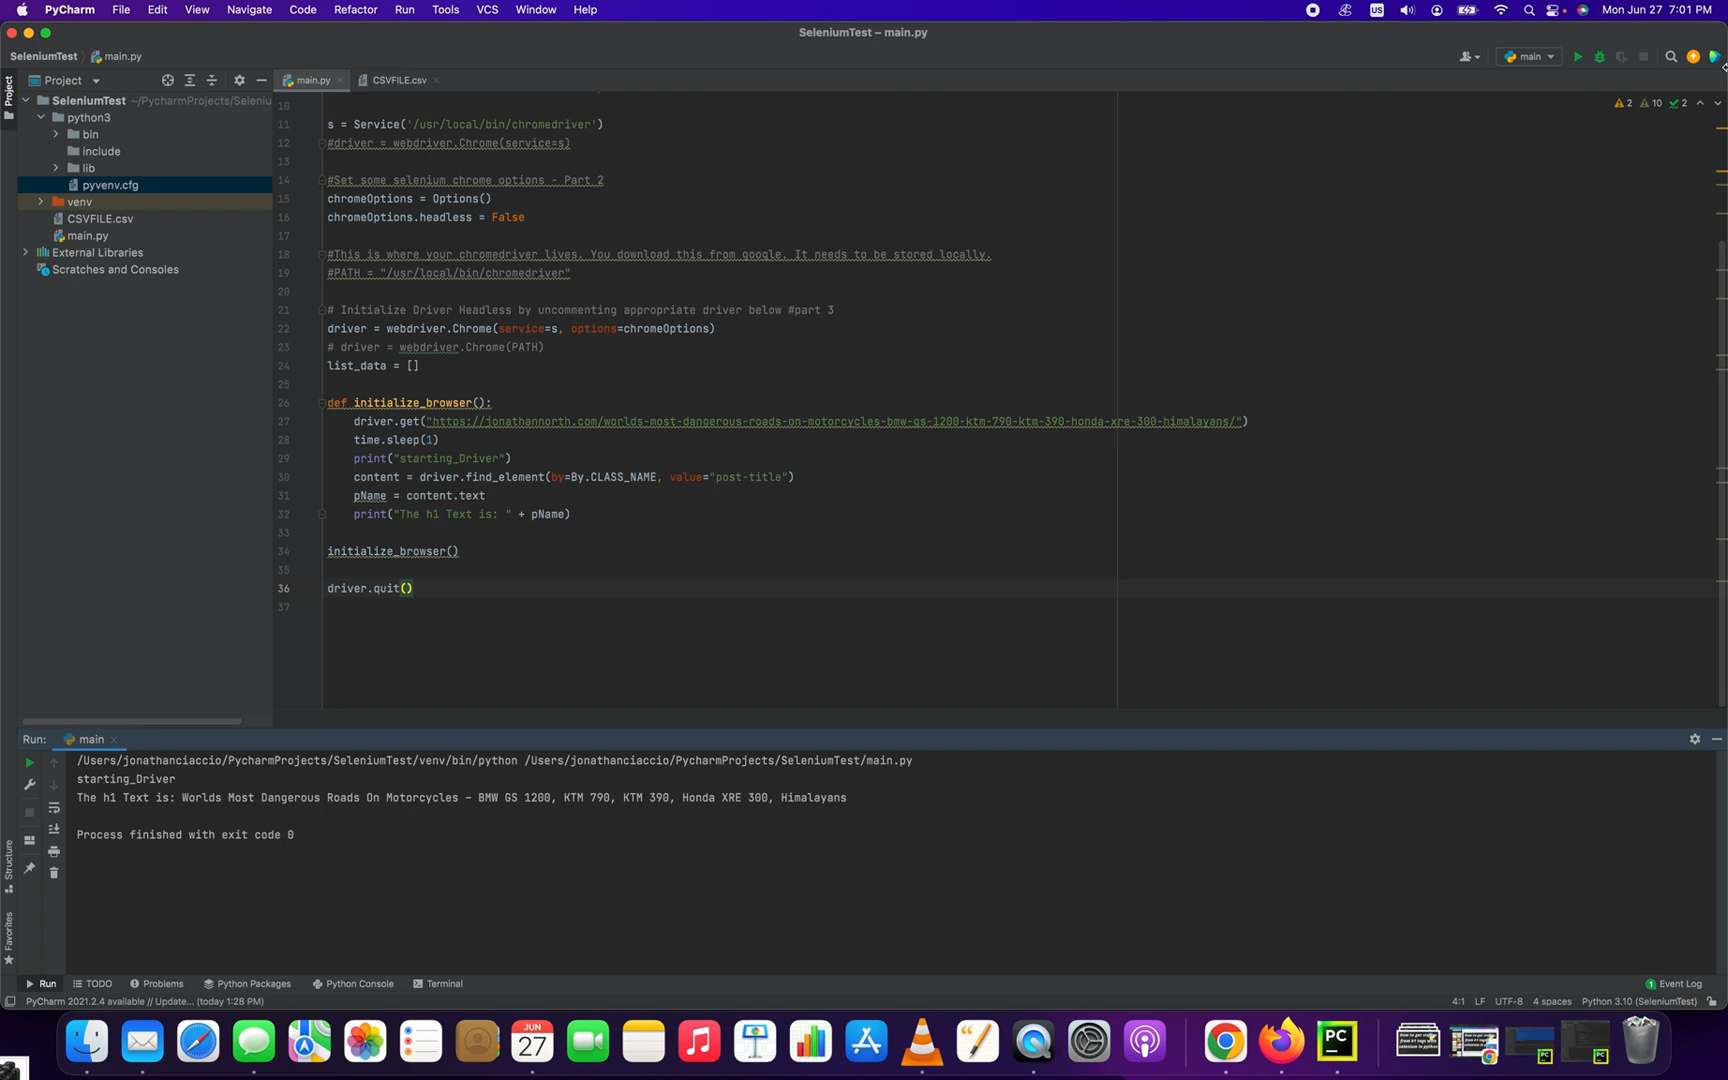 PyCharm File Edit View Navigate Code Refactor Run Tools VCS Window Help US Mon Jun 27 7:01 PM
SeleniumTest – main.py
SeleniumTest main.py main
Project main.py CSVFILE.csv
Project
SeleniumTest ~/PycharmProjects/Seleniu
python3
bin
include
lib
pyvenv.cfg
venv
CSVFILE.csv
main.py
External Libraries
Scratches and Consoles
2 10 2
10
11 s = Service('/usr/local/bin/chromedriver')
12 #driver = webdriver.Chrome(service=s)
13
14 #Set some selenium chrome options - Part 2
15 chromeOptions = Options()
16 chromeOptions.headless = False
17
18 #This is where your chromedriver lives. You download this from google. It needs to be stored locally.
19 #PATH = "/usr/local/bin/chromedriver"
20
21 # Initialize Driver Headless by uncommenting appropriate driver below #part 3
22 driver = webdriver.Chrome(service=s, options=chromeOptions)
23 # driver = webdriver.Chrome(PATH)
24 list_data = []
25
26 def initialize_browser():
27 driver.get("https://jonathannorth.com/worlds-most-dangerous-roads-on-motorcycles-bmw-gs-1200-ktm-790-ktm-390-honda-xre-300-himalayans/")
28 time.sleep(1)
29 print("starting_Driver")
30 content = driver.find_element(by=By.CLASS_NAME, value="post-title")
31 pName = content.text
32 print("The h1 Text is: " + pName)
33
34 initialize_browser()
35
36 driver.quit()
37
Run: main
/Users/jonathanciaccio/PycharmProjects/SeleniumTest/venv/bin/python /Users/jonathanciaccio/PycharmProjects/SeleniumTest/main.py
starting_Driver
The h1 Text is: Worlds Most Dangerous Roads On Motorcycles – BMW GS 1200, KTM 790, KTM 390, Honda XRE 300, Himalayans
Process finished with exit code 0
Structure
Favorites
Run TODO Problems Python Packages Python Console Terminal 1 Event Log
PyCharm 2021.2.4 available // Update... (today 1:28 PM) 4:1 LF UTF-8 4 spaces Python 3.10 (SeleniumTest)
JUN
27
PC